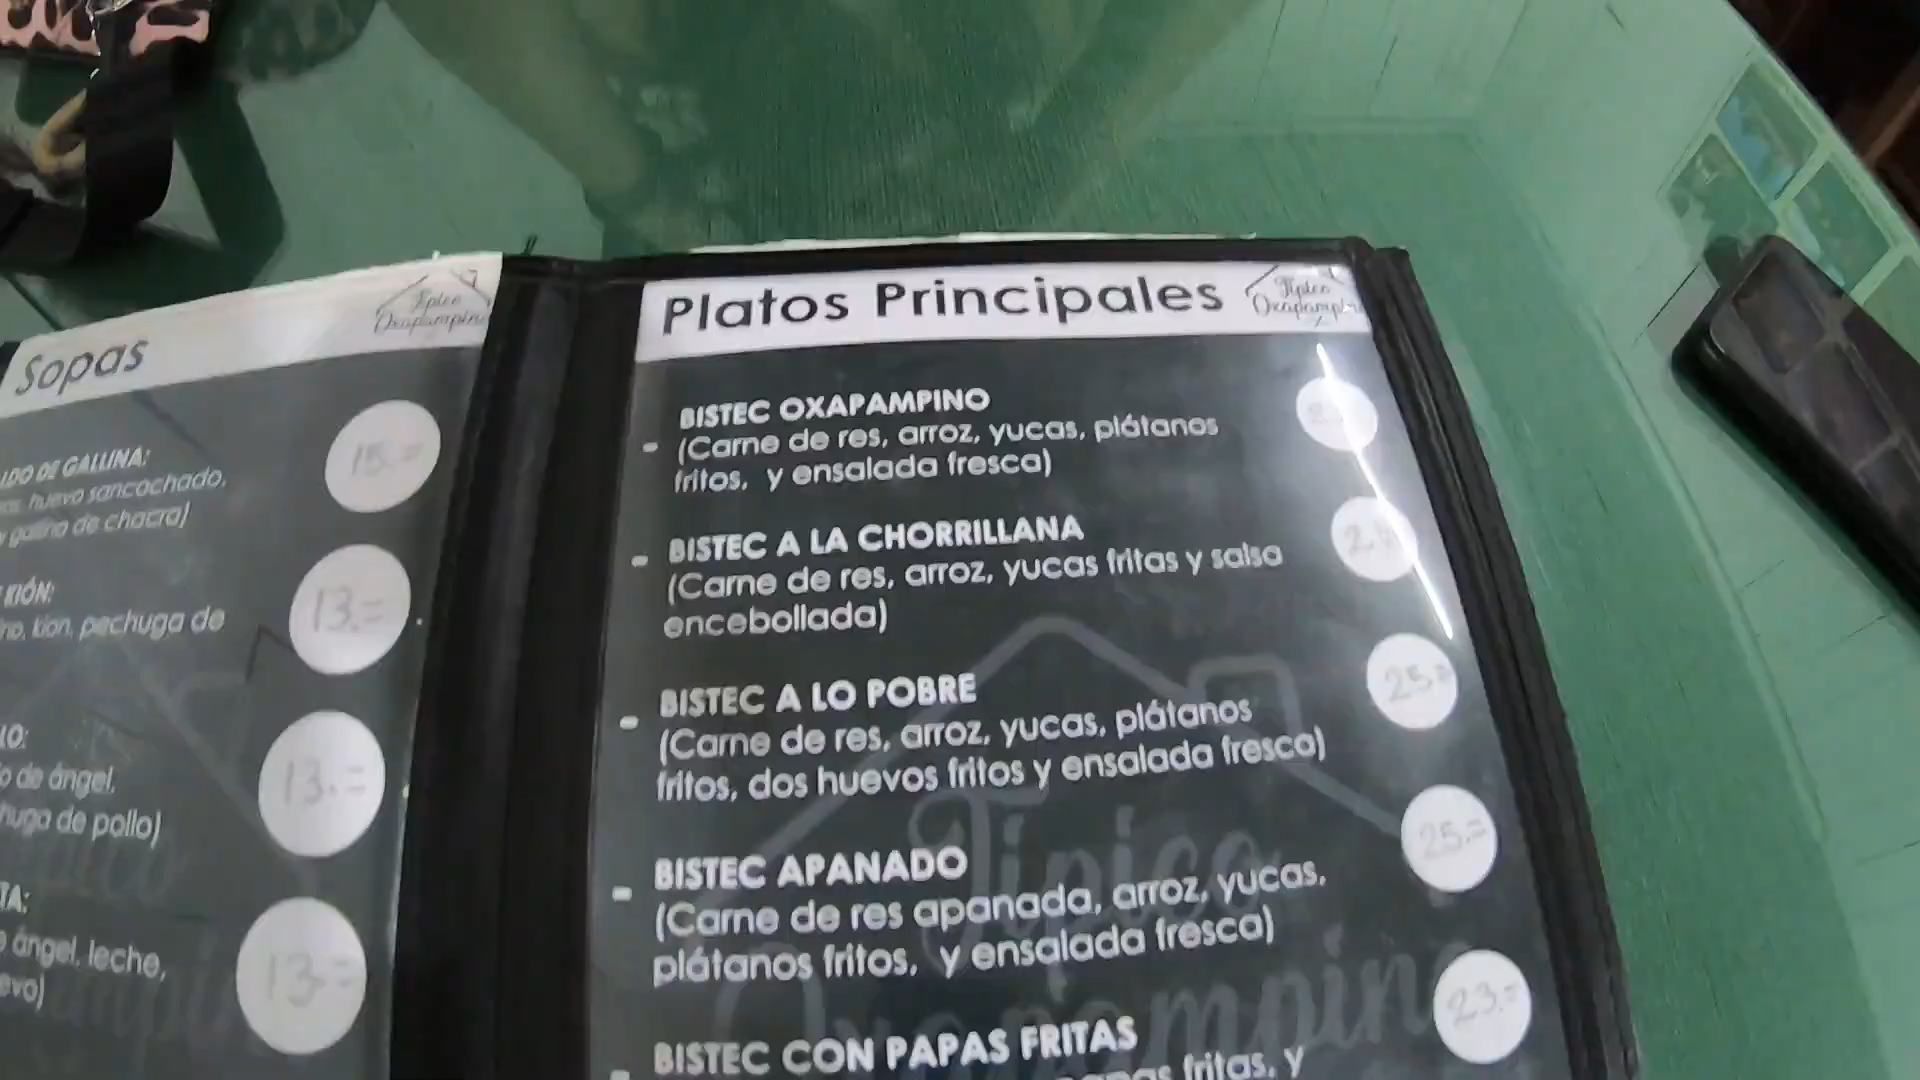 Típico
Oxapampino
Sopas
LDO DE GALLINA:
huevo sancochado,
gallina de chacra)
15.=
KIÓN:
kion, pechuga de
13.=
LO:
o de ángel,
huga de pollo)
13.=
TA:
ángel, leche,
evo)
13.=
Platos Principales
Típico
BISTEC OXAPAMPINO
- (Carne de res, arroz, yucas, plátanos
fritos, y ensalada fresca)
- BISTEC A LA CHORRILLANA
(Carne de res, arroz, yucas fritas y salsa
encebollada)
BISTEC A LO POBRE
- (Carne de res, arroz, yucas, plátanos
fritos, dos huevos fritos y ensalada fresca)
25.=
- BISTEC APANADO
(Carne de res apanada, arroz, yucas,
plátanos fritos, y ensalada fresca)
25.=
- BISTEC CON PAPAS FRITAS
fritas, y
23.=
Típico